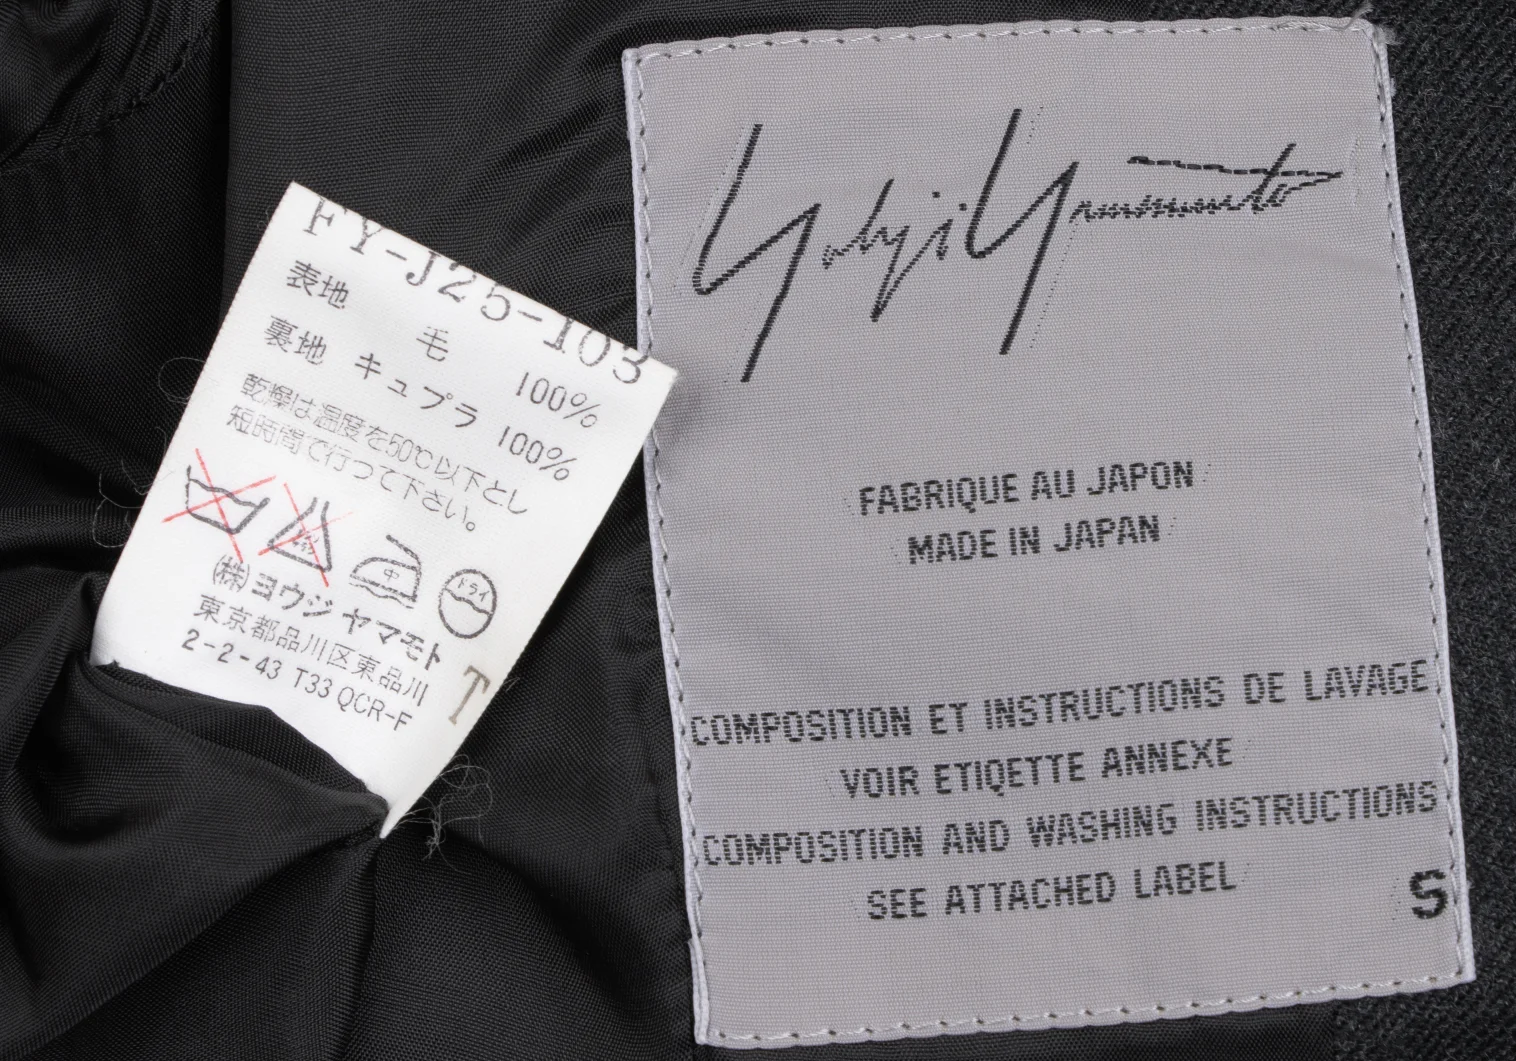 FY-J25-103
表地 毛 100%
裏地 キュプラ 100%
乾燥は温度を50℃以下とし
短時間で行って下さい。
中
ドライ
㈱ヨウジ ヤマモト
東京都品川区東品川
2-2-43 T33 QCR-F
T
Yohji Yamamoto
FABRIQUE AU JAPON
MADE IN JAPAN
COMPOSITION ET INSTRUCTIONS DE LAVAGE
VOIR ETIQETTE ANNEXE
COMPOSITION AND WASHING INSTRUCTIONS
SEE ATTACHED LABEL
S